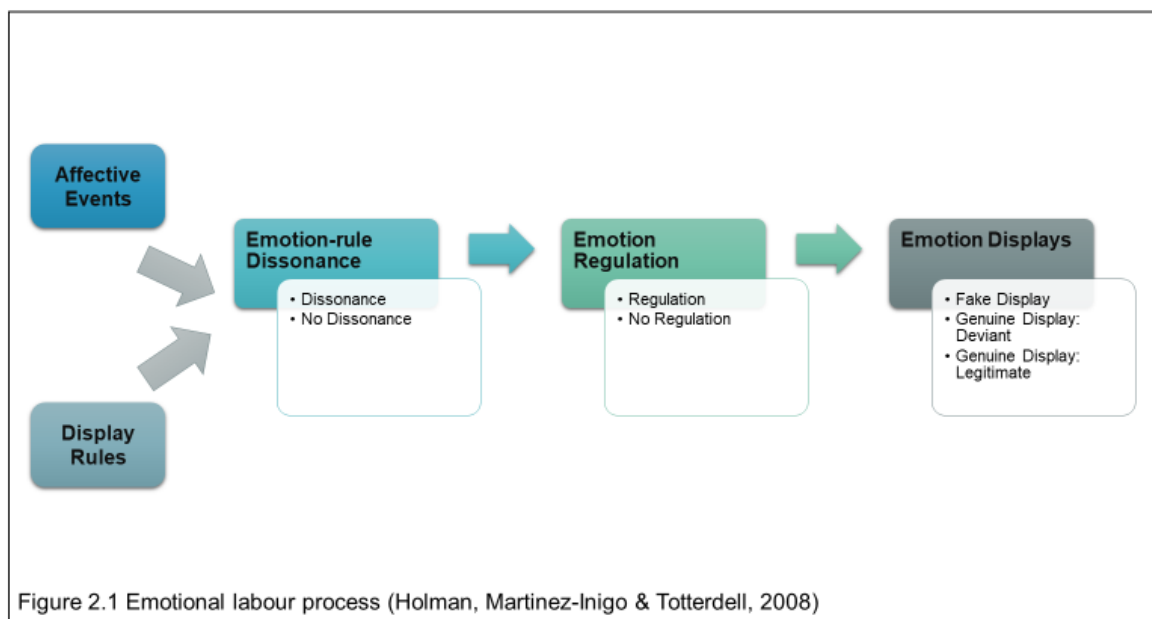 Affective
Events
Display
Rules
Emotion-rule
Dissonance
• Dissonance
• No Dissonance
Emotion
Regulation
• Regulation
• No Regulation
Emotion Displays
• Fake Display
• Genuine Display:
Deviant
• Genuine Display:
Legitimate
Figure 2.1 Emotional labour process (Holman, Martinez-Inigo & Totterdell, 2008)